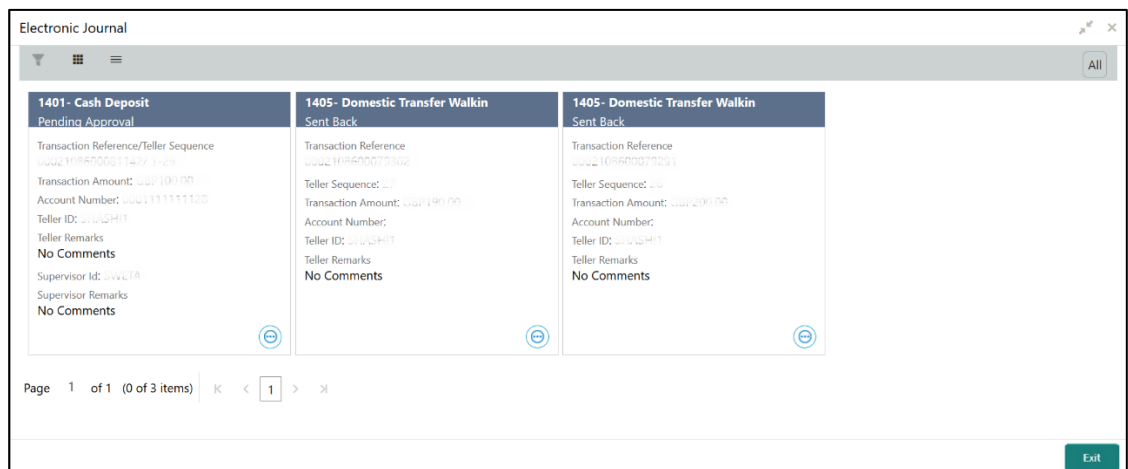 Electronic Journal
All
1401- Cash Deposit
Pending Approval
Transaction Reference/Teller Sequence
Transaction Amount:
Account Number:
Teller ID:
Teller Remarks
No Comments
Supervisor Id:
Supervisor Remarks
No Comments
1405- Domestic Transfer Walkin
Sent Back
Transaction Reference
Teller Sequence:
Transaction Amount:
Account Number:
Teller ID:
Teller Remarks
No Comments
1405- Domestic Transfer Walkin
Sent Back
Transaction Reference
Teller Sequence:
Transaction Amount:
Account Number:
Teller ID:
Teller Remarks
No Comments
Page 1 of 1 (0 of 3 items) 1
Exit